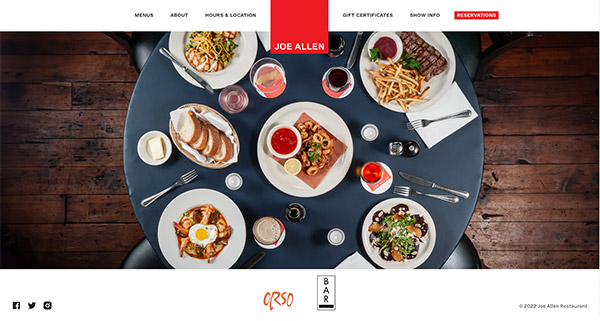 MENUS
ABOUT
HOURS & LOCATION
JOE ALLEN
GIFT CERTIFICATES
SHOW INFO
RESERVATIONS
ORSO
BAR
© 2022 Joe Allen Restaurant